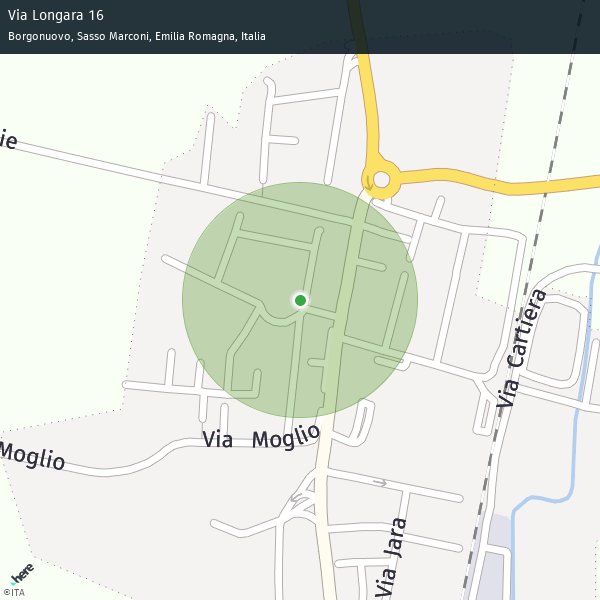 Via Longara 16
Borgonuovo, Sasso Marconi, Emilia Romagna, Italia
ie
Via Cartiera
Via Moglio
Moglio
Via Jara
here
©ITA